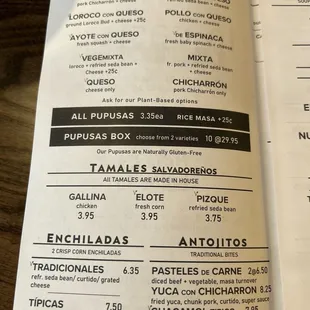 pork Chicharrón + cheese
+ cheese
LOROCO CON QUESO
ground Loroco Bud + cheese +25c
POLLO CON QUESO
chicken + cheese
AYOTE CON QUESO
fresh squash + cheese
DE ESPINACA
fresh baby spinach + cheese
VEGEMIXTA
loroco + refried seda bean +
Cheese +25c
MIXTA
fr. pork + refried seda bean
+ cheese
QUESO
cheese only
CHICHARRÓN
pork Chicharrón only
Ask for our Plant-Based options
ALL PUPUSAS 3.35ea RICE MASA +25c
PUPUSAS BOX choose from 2 varieties 10 @29.95
Our Pupusas are Naturally Gluten-Free
TAMALES SALVADOREÑOS
All TAMALES ARE MADE IN HOUSE
GALLINA
chicken
3.95
ELOTE
fresh corn
3.95
PIZQUE
refried seda bean
3.75
ENCHILADAS
2 CRISP CORN ENCHILADAS
TRADICIONALES 6.35
refr. seda bean/ curtido/ grated
cheese
TÍPICAS 7.50
ANTOJITOS
TRADITIONAL BITES
PASTELES DE CARNE 2@6.50
diced beef + vegetable, masa turnover
YUCA CON CHICHARRON 8.25
fried yuca, chunk pork, curtido, super sauce
3.95